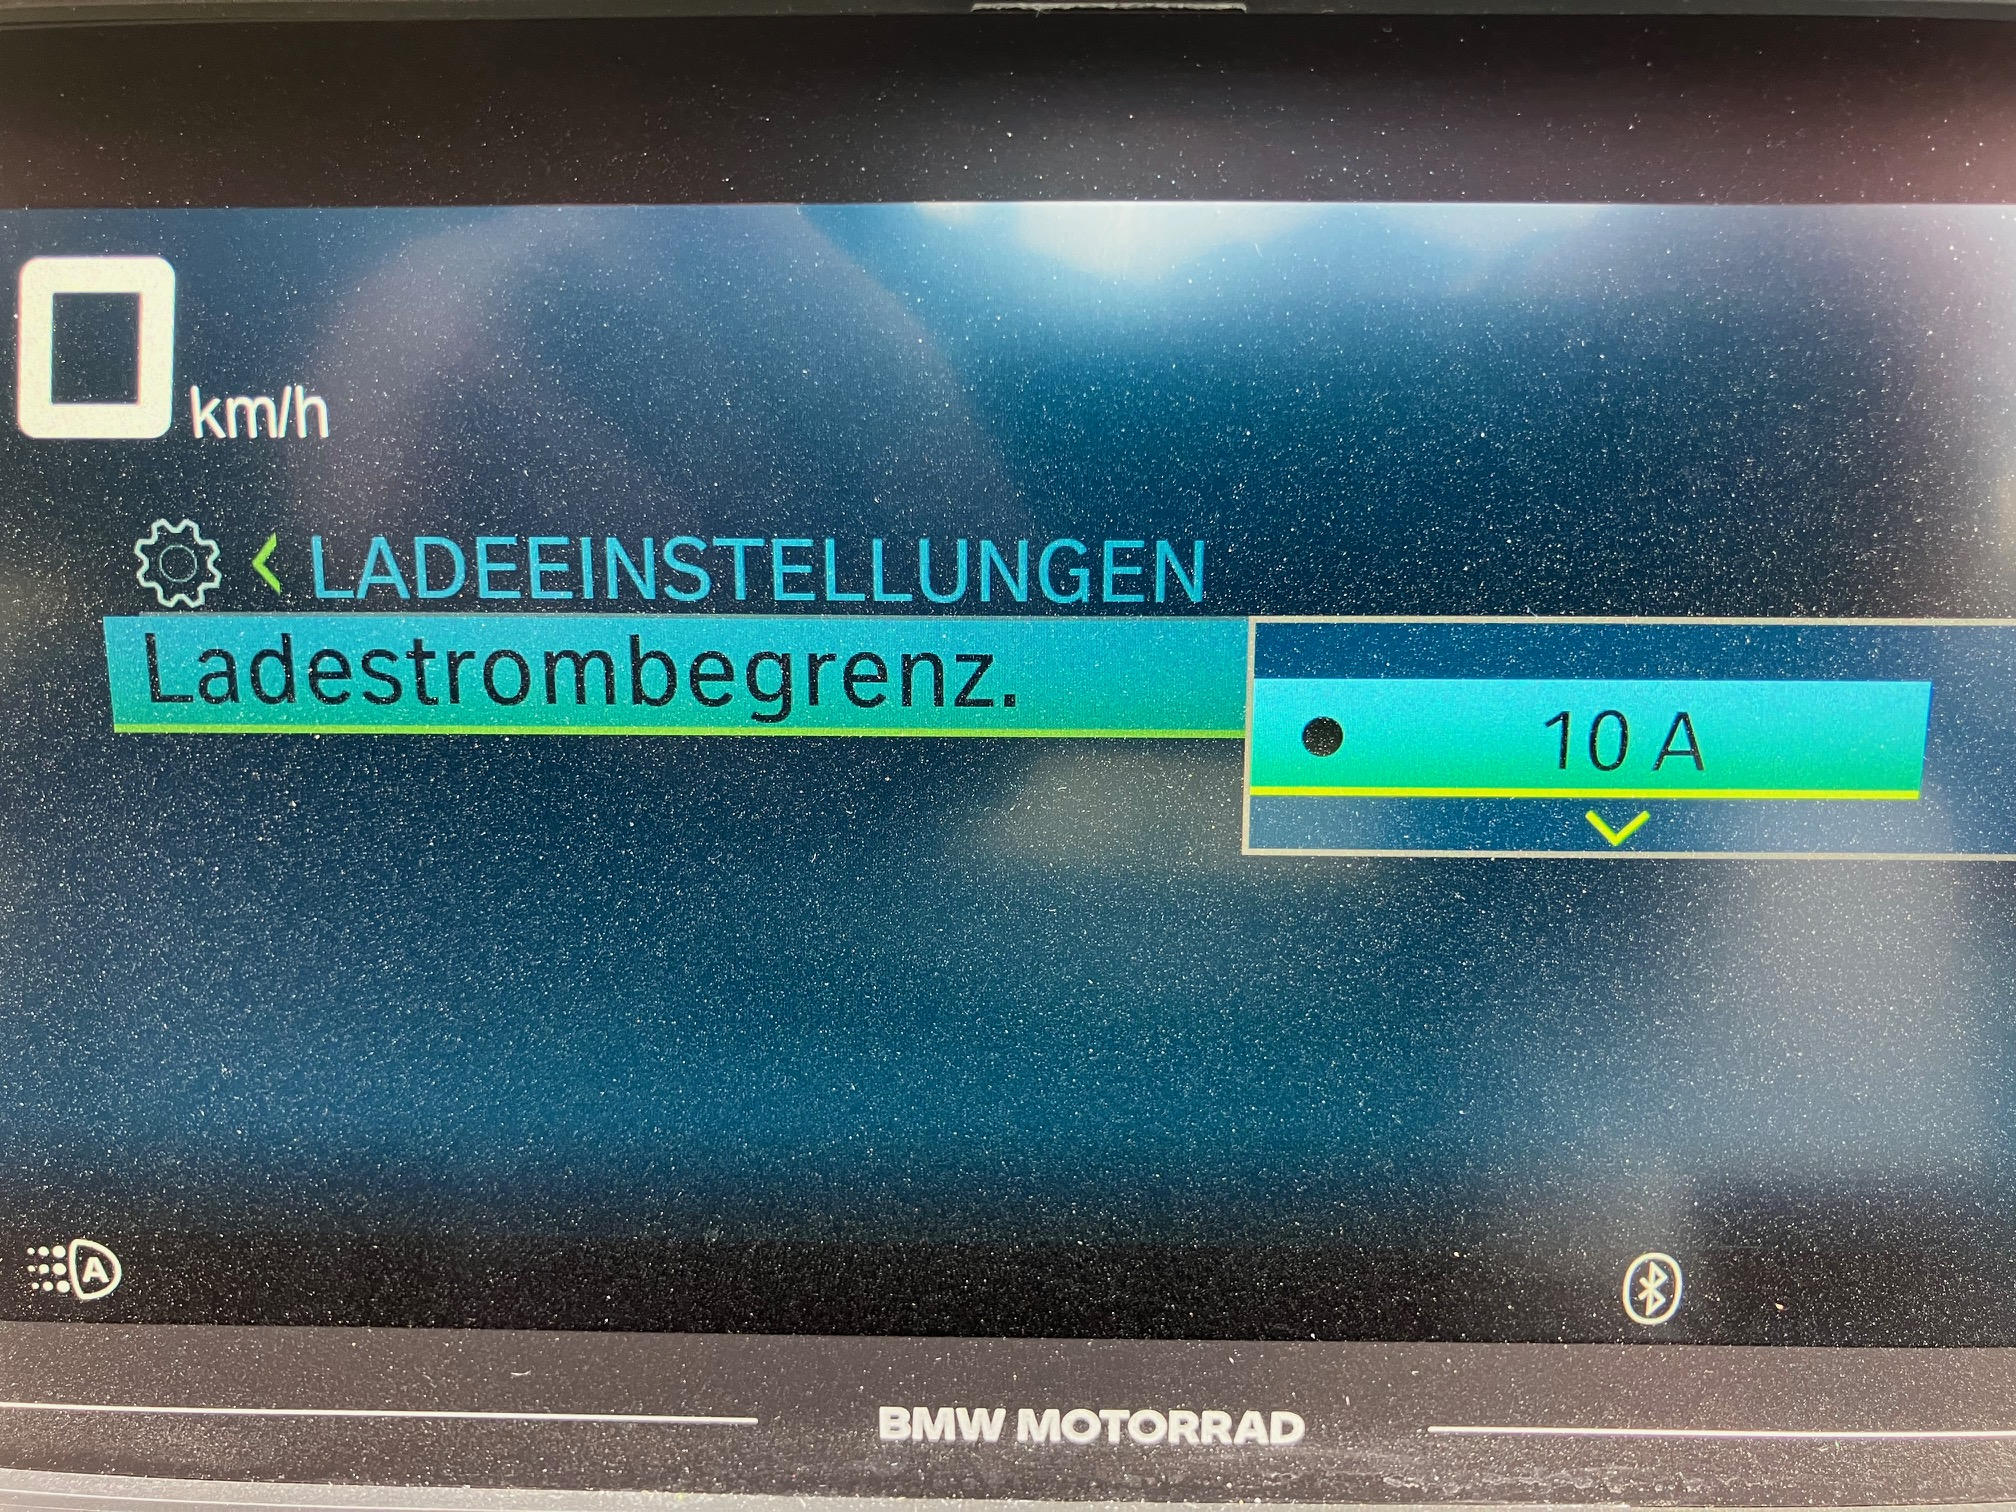 0 km/h
LADEEINSTELLUNGEN
Ladestrombegrenz.
10 A
A
BMW MOTORRAD